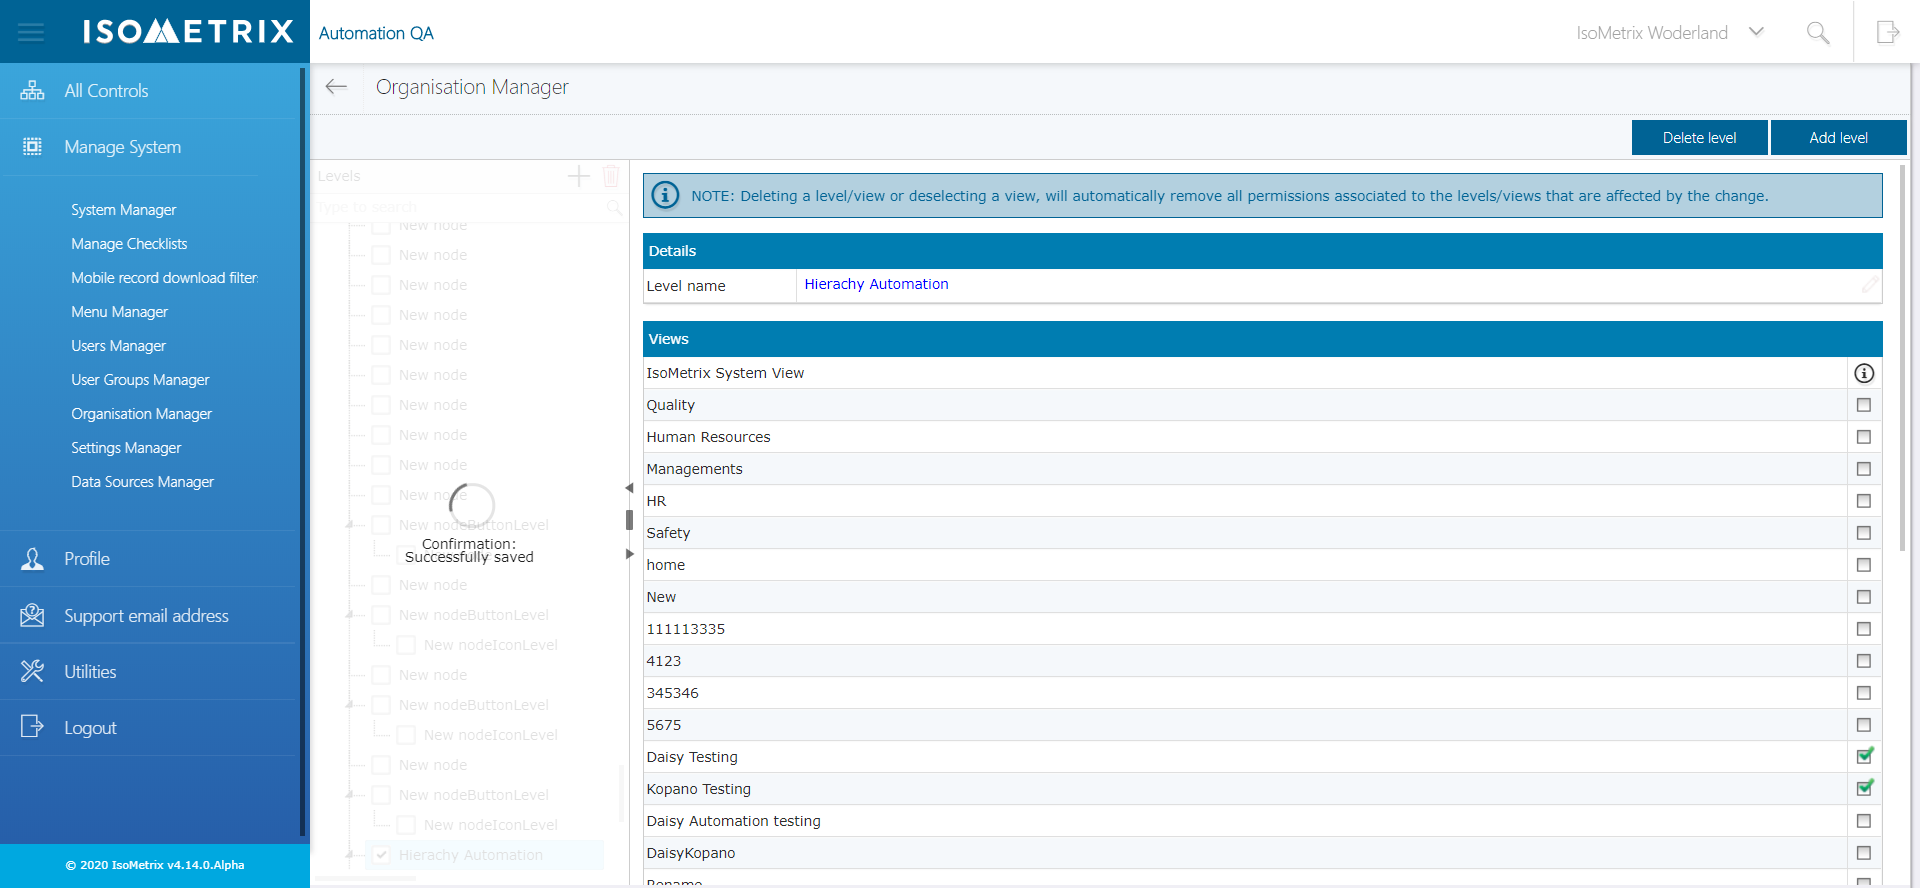 ISOMETRIX
Automation QA
IsoMetrix Woderland
All Controls
Manage System
System Manager
Manage Checklists
Mobile record download filter
Menu Manager
Users Manager
User Groups Manager
Organisation Manager
Settings Manager
Data Sources Manager
Profile
Support email address
Utilities
Logout
© 2020 IsoMetrix v4.14.0.Alpha
Organisation Manager
Delete level
Add level
Levels
Type to search
New node
New node
New node
New node
New node
New node
New node
New node
New node
New node
New nodeButtonLevel
Confirmation:
Successfully saved
New node
New nodeButtonLevel
New nodeIconLevel
New node
New nodeButtonLevel
New nodeIconLevel
New node
New nodeButtonLevel
New nodeIconLevel
Hierachy Automation
NOTE: Deleting a level/view or deselecting a view, will automatically remove all permissions associated to the levels/views that are affected by the change.
Details
Level name
Hierachy Automation
Views
IsoMetrix System View
Quality
Human Resources
Managements
HR
Safety
home
New
111113335
4123
345346
5675
Daisy Testing
Kopano Testing
Daisy Automation testing
DaisyKopano
Rename